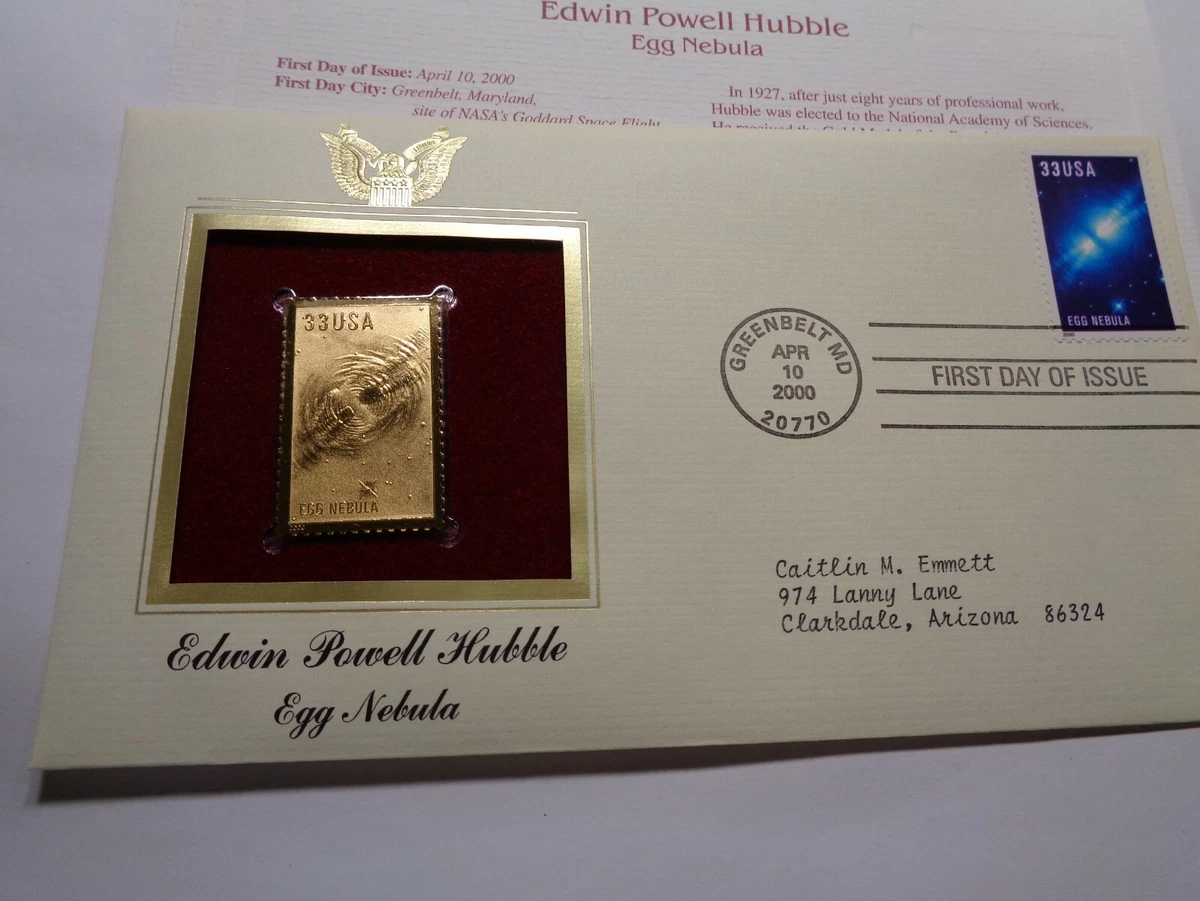 Edwin Powell Hubble
Egg Nebula
First Day of Issue: April 10, 2000
First Day City: Greenbelt, Maryland,
site of NASA's Goddard Space Flight
In 1927, after just eight years of professional work,
Hubble was elected to the National Academy of Sciences.
33USA
EGG NEBULA
2000
GREENBELT MD
APR
10
2000
20770
FIRST DAY OF ISSUE
33USA
EGG NEBULA
Caitlin M. Emmett
974 Lanny Lane
Clarkdale, Arizona 86324
Edwin Powell Hubble
Egg Nebula